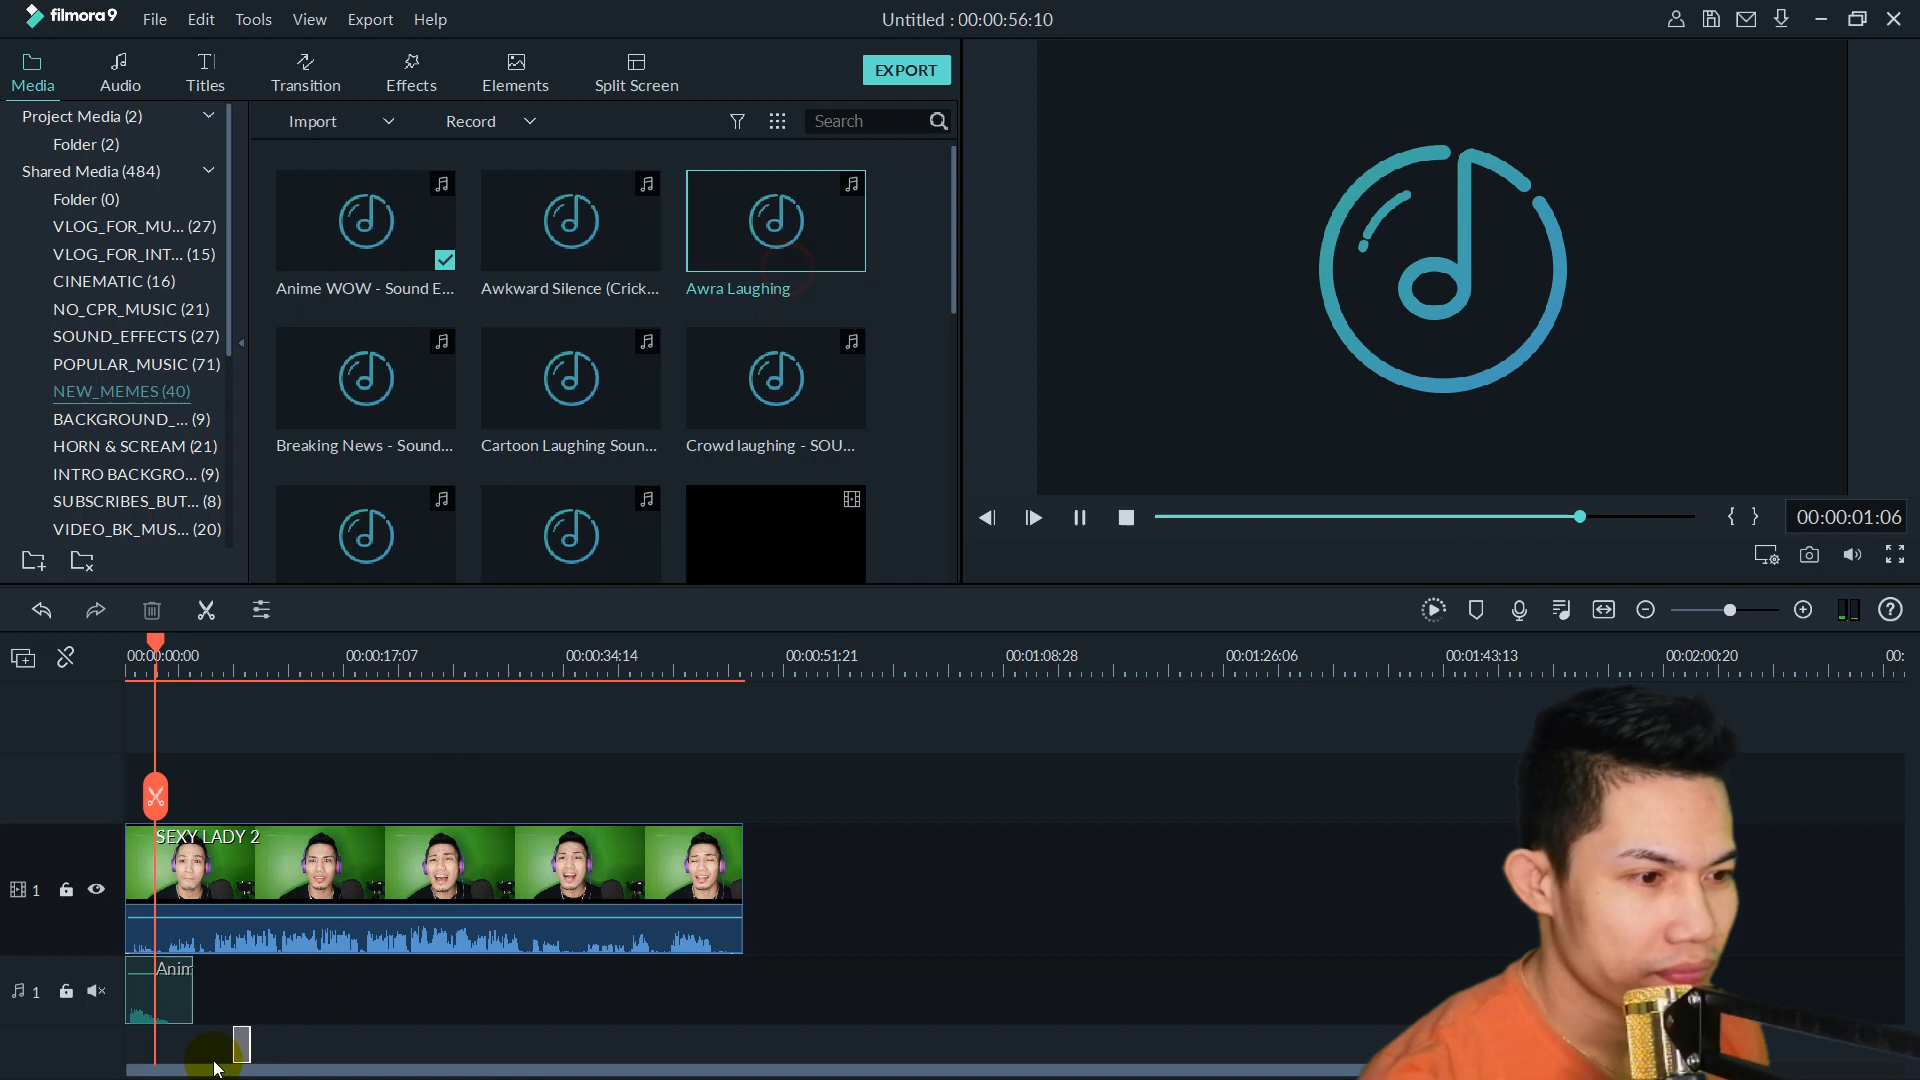 filmora9 File Edit Tools View Export Help Untitled : 00:00:56:10
Media Audio Titles Transition Effects Elements Split Screen EXPORT
Project Media (2)
Folder (2)
Shared Media (484)
Folder (0)
VLOG_FOR_MU... (27)
VLOG_FOR_INT... (15)
CINEMATIC (16)
NO_CPR_MUSIC (21)
SOUND_EFFECTS (27)
POPULAR_MUSIC (71)
NEW_MEMES (40)
BACKGROUND_... (9)
HORN & SCREAM (21)
INTRO BACKGRO... (9)
SUBSCRIBES_BUT... (8)
VIDEO_BK_MUS... (20)
Import Record Search
Anime WOW - Sound E... Awkward Silence (Crick... Awra Laughing
Breaking News - Sound... Cartoon Laughing Soun... Crowd laughing - SOU...
00:00:01:06
00:00:00:00 00:00:17:07 00:00:34:14 00:00:51:21 00:01:08:28 00:01:26:06 00:01:43:13 00:02:00:20 00:
SEXY LADY 2
1
Anim
1